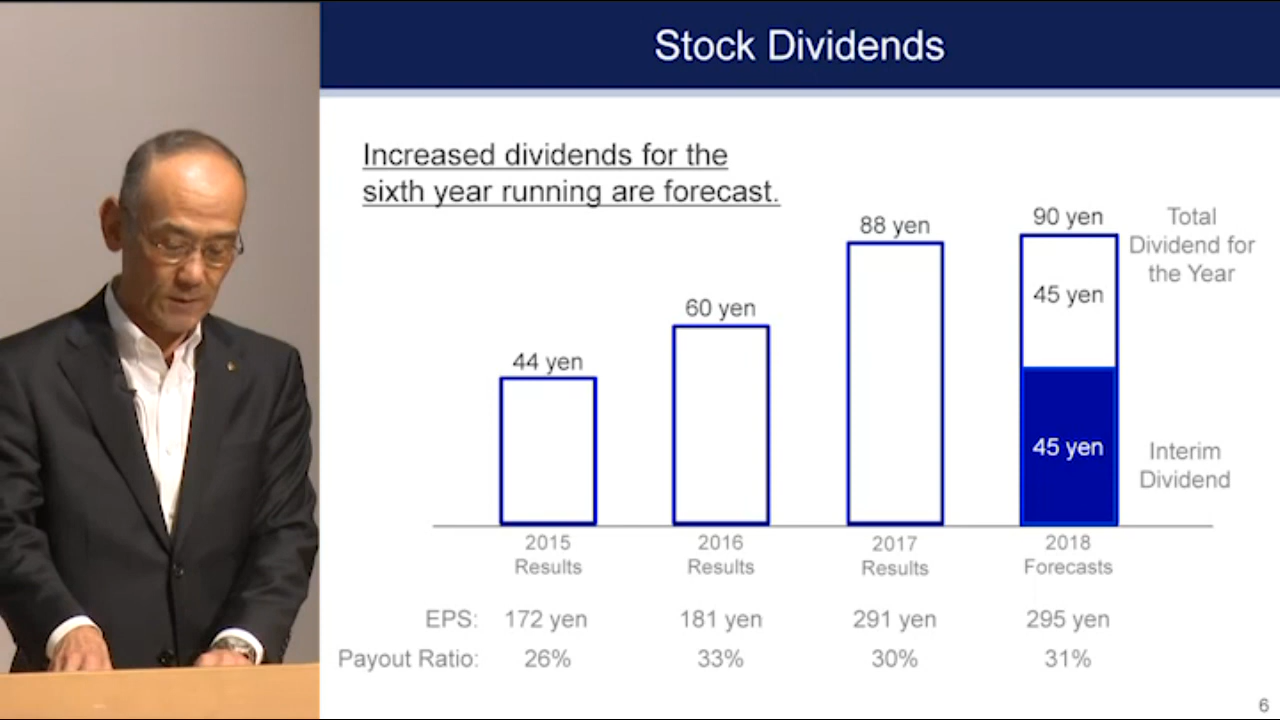 Stock Dividends
Increased dividends for the
sixth year running are forecast.
44 yen
60 yen
88 yen
90 yen
45 yen
45 yen
Total
Dividend for
the Year
Interim
Dividend
2015
Results
2016
Results
2017
Results
2018
Forecasts
EPS: 172 yen 181 yen 291 yen 295 yen
Payout Ratio: 26% 33% 30% 31%
6